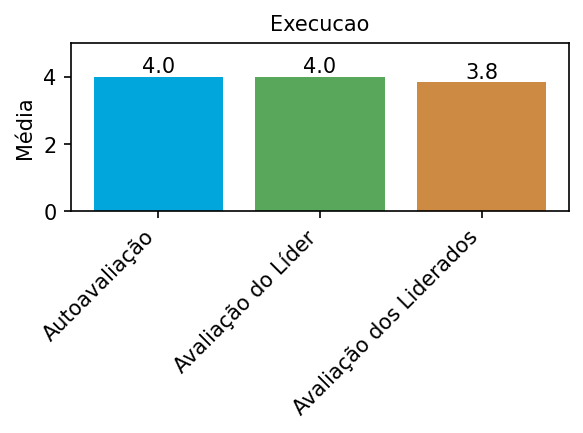 Execucao
4.0
4.0
3.8
Média
4
2
0
Autoavaliação
Avaliação do Líder
Avaliação dos Liderados